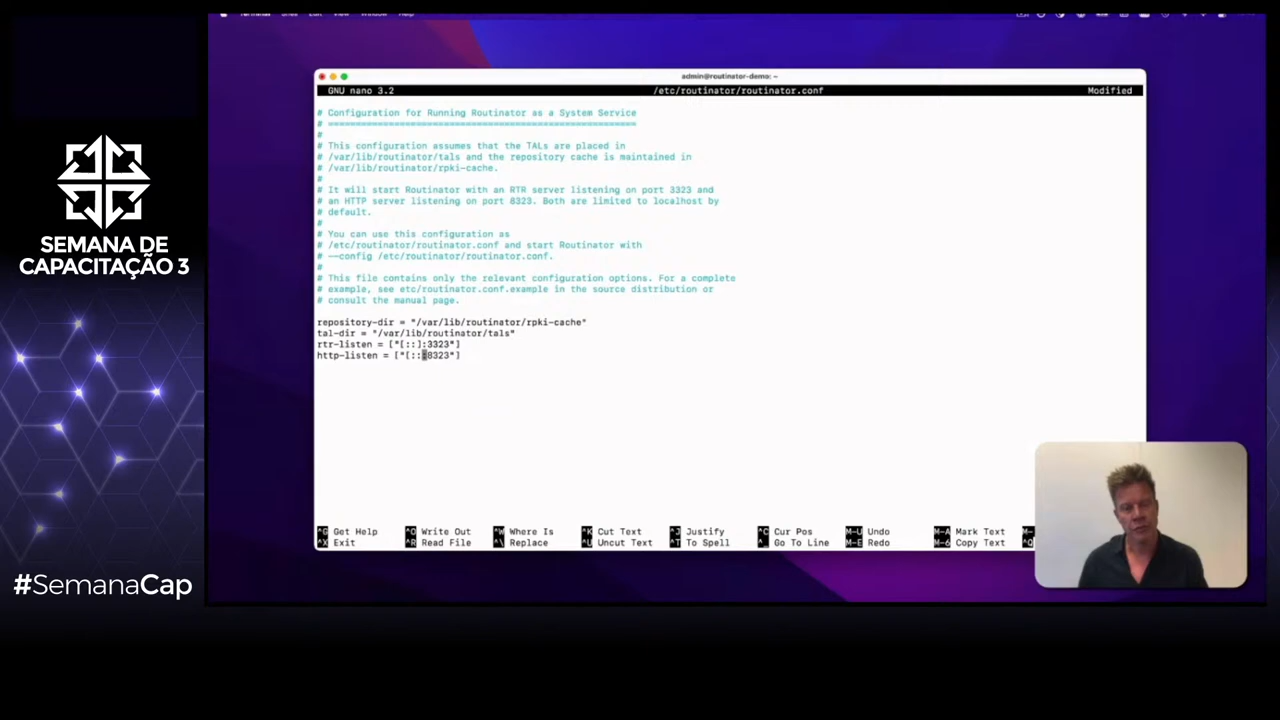 admin@routinator-demo: ~
GNU nano 3.2 /etc/routinator/routinator.conf Modified
# Configuration for Running Routinator as a System Service
# ====================================================
#
# This configuration assumes that the TALs are placed in
# /var/lib/routinator/tals and the repository cache is maintained in
# /var/lib/routinator/rpki-cache.
#
# It will start Routinator with an RTR server listening on port 3323 and
# an HTTP server listening on port 8323. Both are limited to localhost by
# default.
#
# You can use this configuration as
# /etc/routinator/routinator.conf and start Routinator with
# --config /etc/routinator/routinator.conf.
#
# This file contains only the relevant configuration options. For a complete
# example, see etc/routinator.conf.example in the source distribution or
# consult the manual page.
repository-dir = "/var/lib/routinator/rpki-cache"
tal-dir = "/var/lib/routinator/tals"
rtr-listen = ["[::]:3323"]
http-listen = ["[:::8323"]
^G Get Help ^O Write Out ^W Where Is ^K Cut Text ^J Justify ^C Cur Pos M-U Undo M-A Mark Text
^X Exit ^R Read File ^\ Replace ^U Uncut Text ^T To Spell ^_ Go To Line M-E Redo M-6 Copy Text ^Q
SEMANA DE
CAPACITAÇÃO 3
#SemanaCap